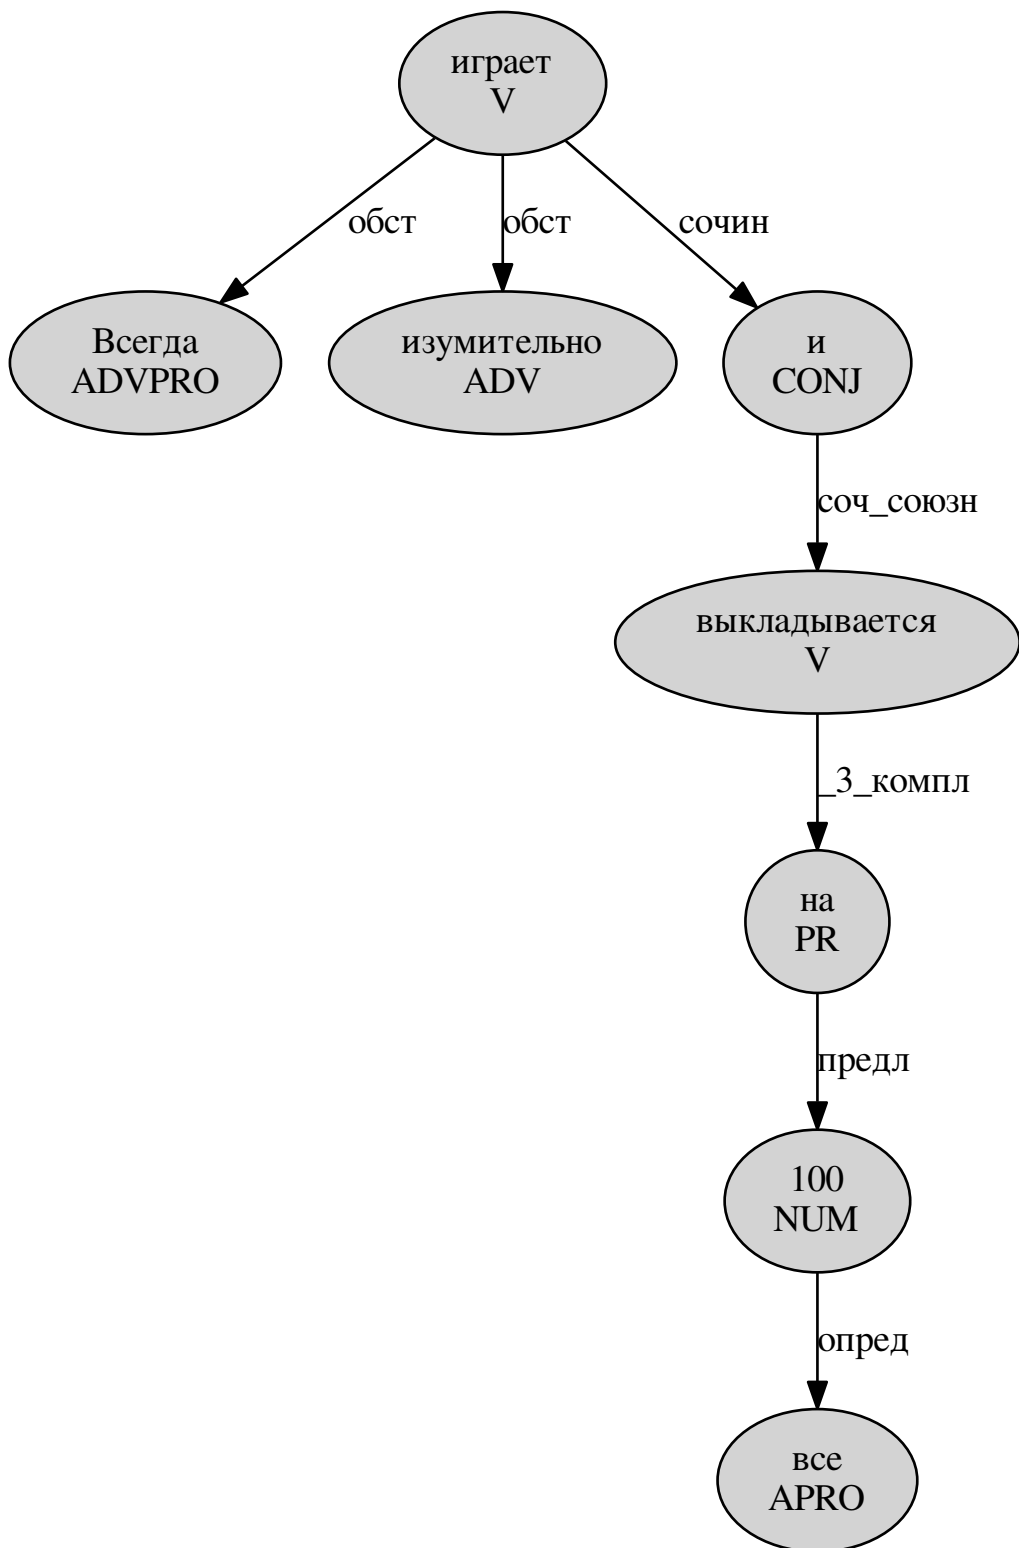 играет
V
обст
обст
сочин
Всегда
ADVPRO
изумительно
ADV
и
CONJ
соч_союзн
выкладывается
V
_3_компл
на
PR
предл
100
NUM
опред
все
APRO